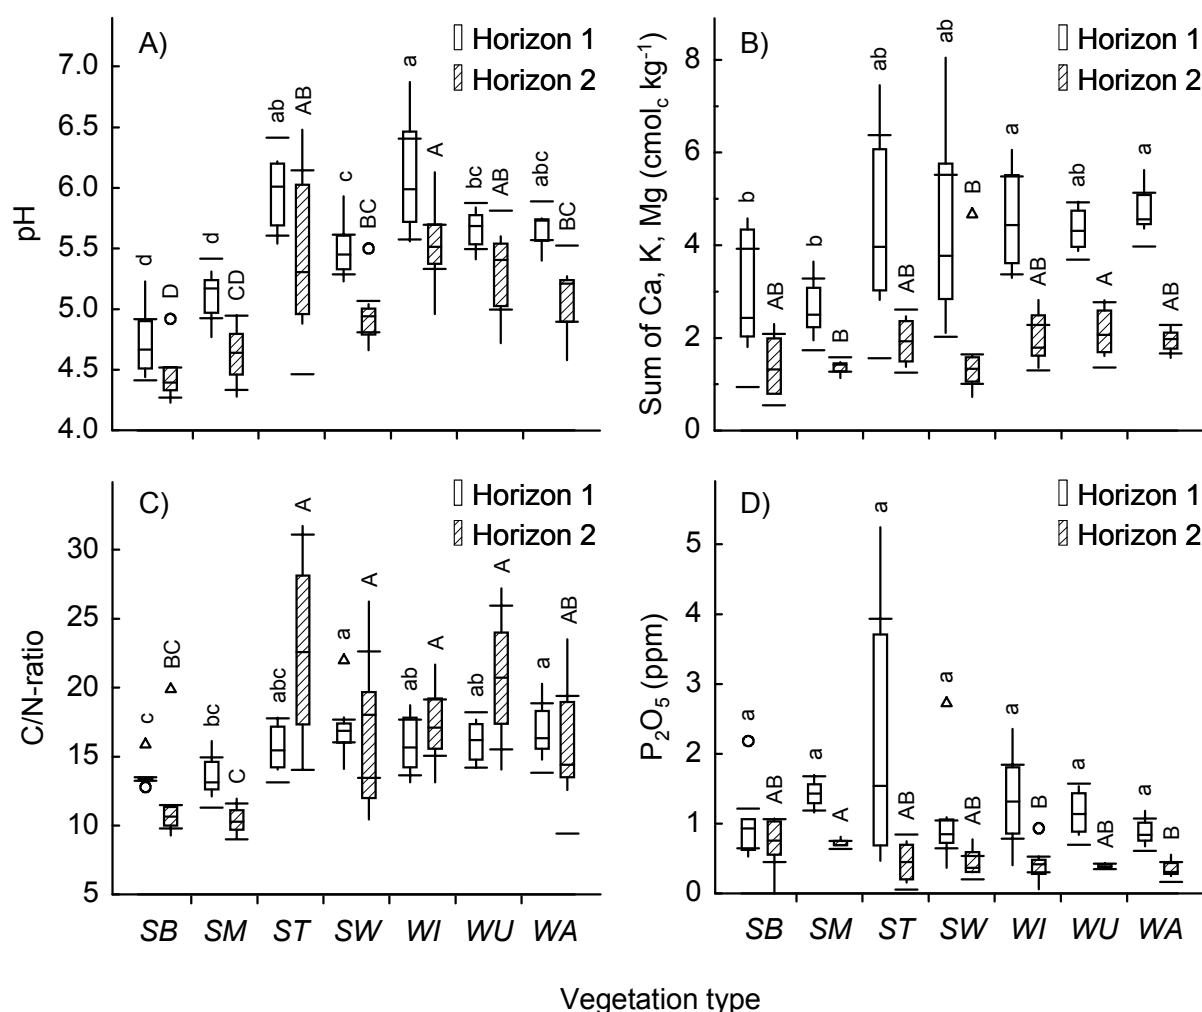 A)
Horizon 1
Horizon 2
pH
7.0
6.5
6.0
5.5
5.0
4.5
4.0
d
D
d
CD
ab
AB
c
BC
a
A
bc
AB
abc
BC
B)
Horizon 1
Horizon 2
Sum of Ca, K, Mg (cmol_c kg⁻¹)
8
6
4
2
0
b
AB
b
B
ab
AB
ab
B
a
AB
ab
A
a
AB
C)
Horizon 1
Horizon 2
C/N-ratio
30
25
20
15
10
5
c
BC
bc
C
abc
A
a
A
ab
A
ab
A
a
AB
SB SM ST SW WI WU WA
D)
Horizon 1
Horizon 2
P₂O₅ (ppm)
5
4
3
2
1
0
a
AB
a
A
a
AB
a
AB
a
B
a
AB
a
B
SB SM ST SW WI WU WA
Vegetation type